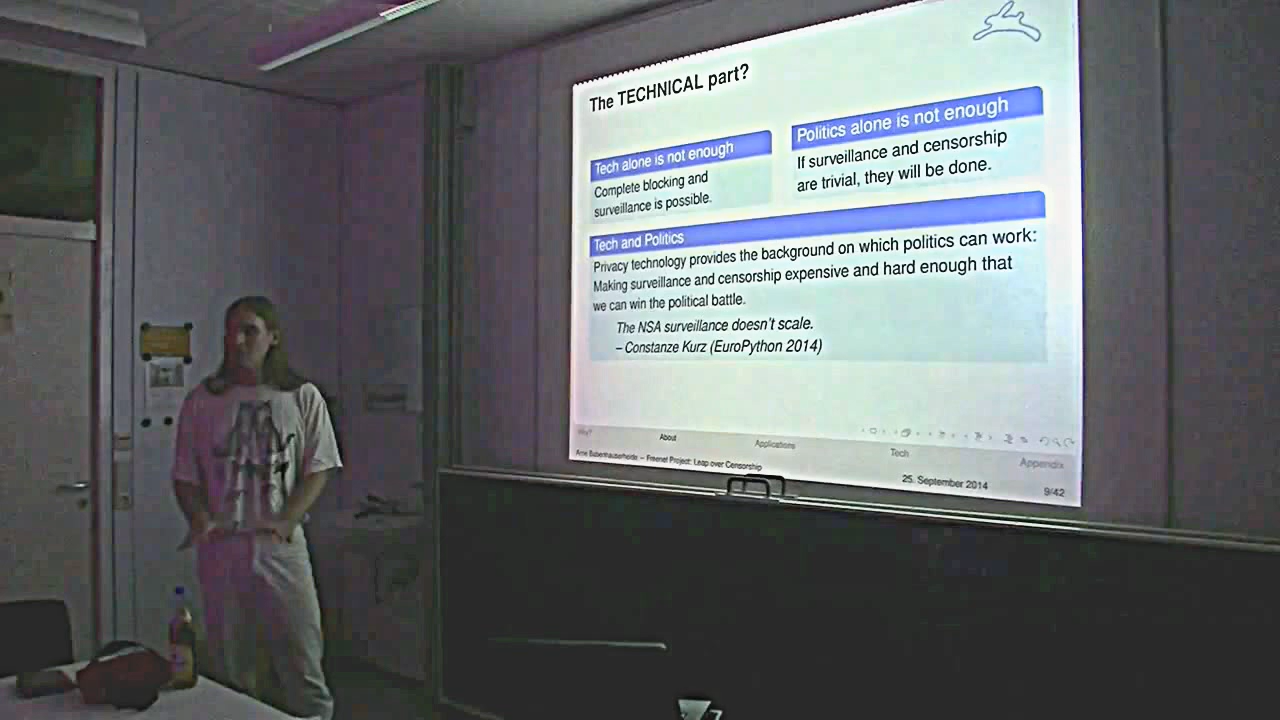 The TECHNICAL part?
Tech alone is not enough
Complete blocking and
surveillance is possible.
Politics alone is not enough
If surveillance and censorship
are trivial, they will be done.
Tech and Politics
Privacy technology provides the background on which politics can work:
Making surveillance and censorship expensive and hard enough that
we can win the political battle.
The NSA surveillance doesn't scale.
– Constanze Kurz (EuroPython 2014)
Why?
About
Applications
Tech
Appendix
Arne Babenhauserheide – Freenet Project: Leap over Censorship
25. September 2014
9/42